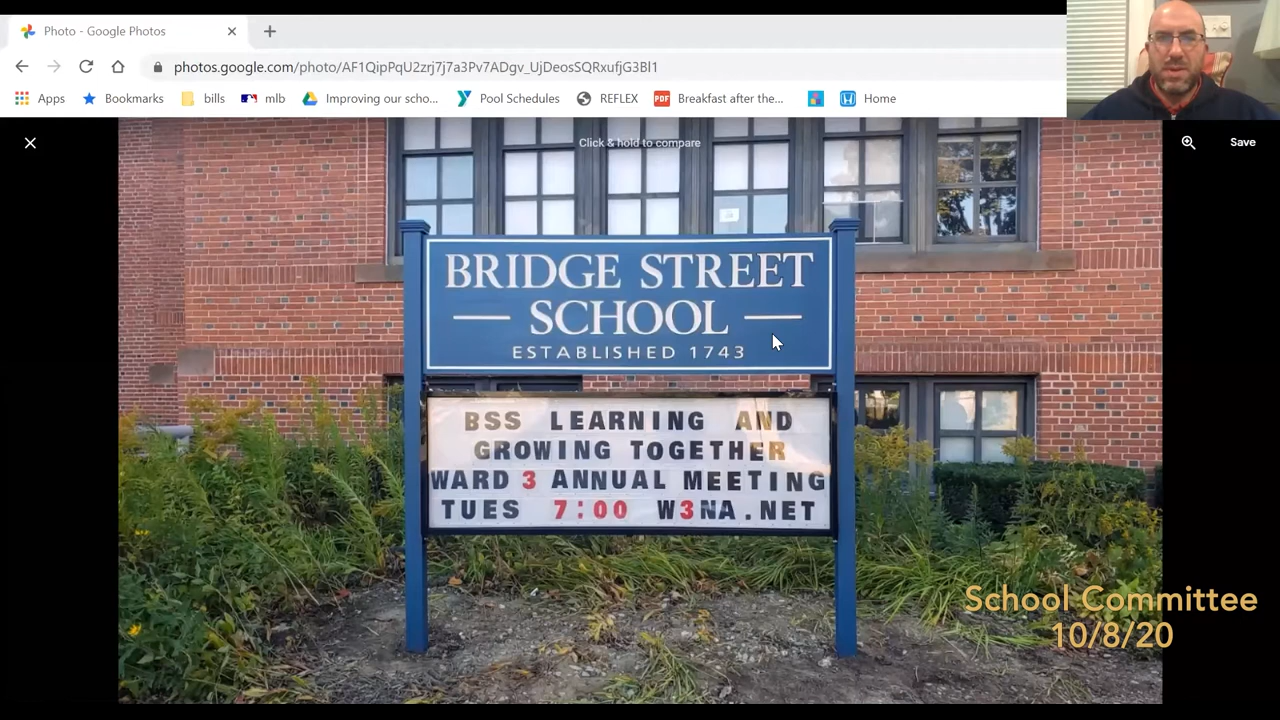 Photo - Google Photos
photos.google.com/photo/AF1QipPqU2zrj7j7a3Pv7ADgv_UjDeosSQRxufjG3Bl1
Apps Bookmarks bills mlb Improving our scho... Pool Schedules REFLEX PDF Breakfast after the... Home
Click & hold to compare
Save
BRIDGE STREET
SCHOOL
ESTABLISHED 1743
BSS LEARNING AND
GROWING TOGETHER
WARD 3 ANNUAL MEETING
TUES 7:00 W3NA.NET
School Committee
10/8/20